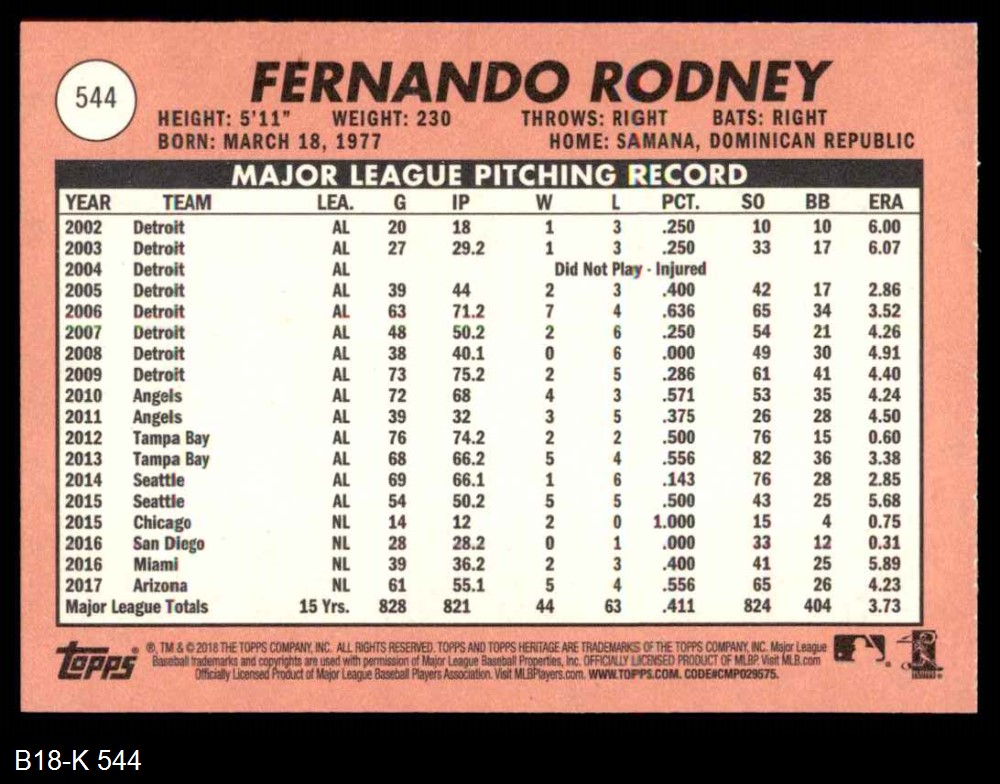 544
FERNANDO RODNEY
HEIGHT: 5'11" WEIGHT: 230 THROWS: RIGHT BATS: RIGHT
BORN: MARCH 18, 1977 HOME: SAMANA, DOMINICAN REPUBLIC
MAJOR LEAGUE PITCHING RECORD
YEAR TEAM LEA. G IP W L PCT. SO BB ERA
2002 Detroit AL 20 18 1 3 .250 10 10 6.00
2003 Detroit AL 27 29.2 1 3 .250 33 17 6.07
2004 Detroit AL Did Not Play - Injured
2005 Detroit AL 39 44 2 3 .400 42 17 2.86
2006 Detroit AL 63 71.2 7 4 .636 65 34 3.52
2007 Detroit AL 48 50.2 2 6 .250 54 21 4.26
2008 Detroit AL 38 40.1 0 6 .000 49 30 4.91
2009 Detroit AL 73 75.2 2 5 .286 61 41 4.40
2010 Angels AL 72 68 4 3 .571 53 35 4.24
2011 Angels AL 39 32 3 5 .375 26 28 4.50
2012 Tampa Bay AL 76 74.2 2 2 .500 76 15 0.60
2013 Tampa Bay AL 68 66.2 5 4 .556 82 36 3.38
2014 Seattle AL 69 66.1 1 6 .143 76 28 2.85
2015 Seattle AL 54 50.2 5 5 .500 43 25 5.68
2015 Chicago NL 14 12 2 0 1.000 15 4 0.75
2016 San Diego NL 28 28.2 0 1 .000 33 12 0.31
2016 Miami NL 39 36.2 2 3 .400 41 25 5.89
2017 Arizona NL 61 55.1 5 4 .556 65 26 4.23
Major League Totals 15 Yrs. 828 821 44 63 .411 824 404 3.73
Topps ®, TM & © 2018 THE TOPPS COMPANY, INC. ALL RIGHTS RESERVED. TOPPS AND TOPPS HERITAGE ARE TRADEMARKS OF THE TOPPS COMPANY, INC. Major League
Baseball trademarks and copyrights are used with permission of Major League Baseball Properties, Inc. OFFICIALLY LICENSED PRODUCT OF MLBP. Visit MLB.com
Officially Licensed Product of Major League Baseball Players Association. Visit MLBPlayers.com. WWW.TOPPS.COM. CODE#CMP029575.
B18-K 544